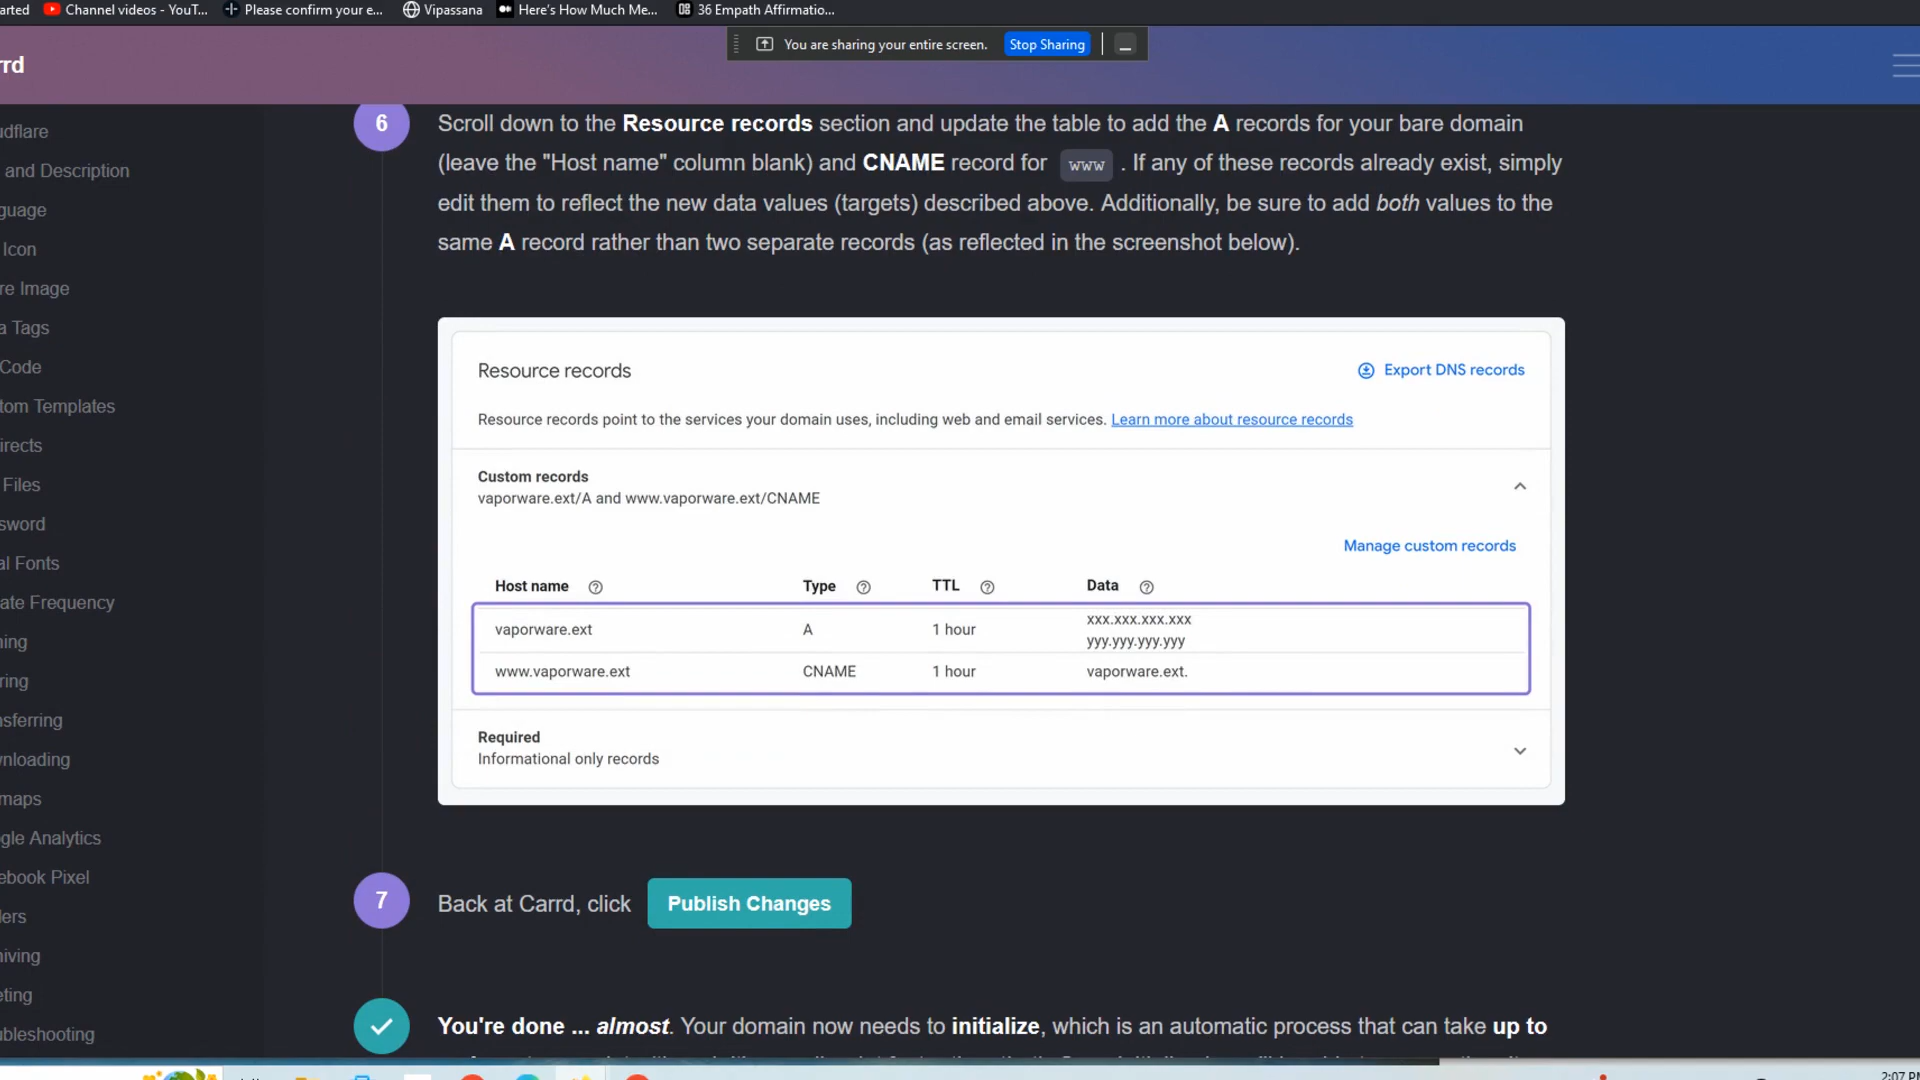 arted Channel videos - YouT... Please confirm your e... Vipassana Here's How Much Me... 36 Empath Affirmatio...
You are sharing your entire screen. Stop Sharing
rrd
6 Scroll down to the Resource records section and update the table to add the A records for your bare domain
(leave the "Host name" column blank) and CNAME record for www . If any of these records already exist, simply
edit them to reflect the new data values (targets) described above. Additionally, be sure to add both values to the
same A record rather than two separate records (as reflected in the screenshot below).
udflare
and Description
guage
Icon
re Image
a Tags
Code
tom Templates
irects
Files
sword
al Fonts
ate Frequency
ning
ring
nsferring
nloading
maps
gle Analytics
ebook Pixel
lers
hiving
eting
ubleshooting
Resource records Export DNS records
Resource records point to the services your domain uses, including web and email services. Learn more about resource records
Custom records
vaporware.ext/A and www.vaporware.ext/CNAME
Manage custom records
Host name Type TTL Data
vaporware.ext A 1 hour xxx.xxx.xxx.xxx
yyy.yyy.yyy.yyy
www.vaporware.ext CNAME 1 hour vaporware.ext.
Required
Informational only records
7 Back at Carrd, click Publish Changes
You're done ... almost. Your domain now needs to initialize, which is an automatic process that can take up to
2:07 PM